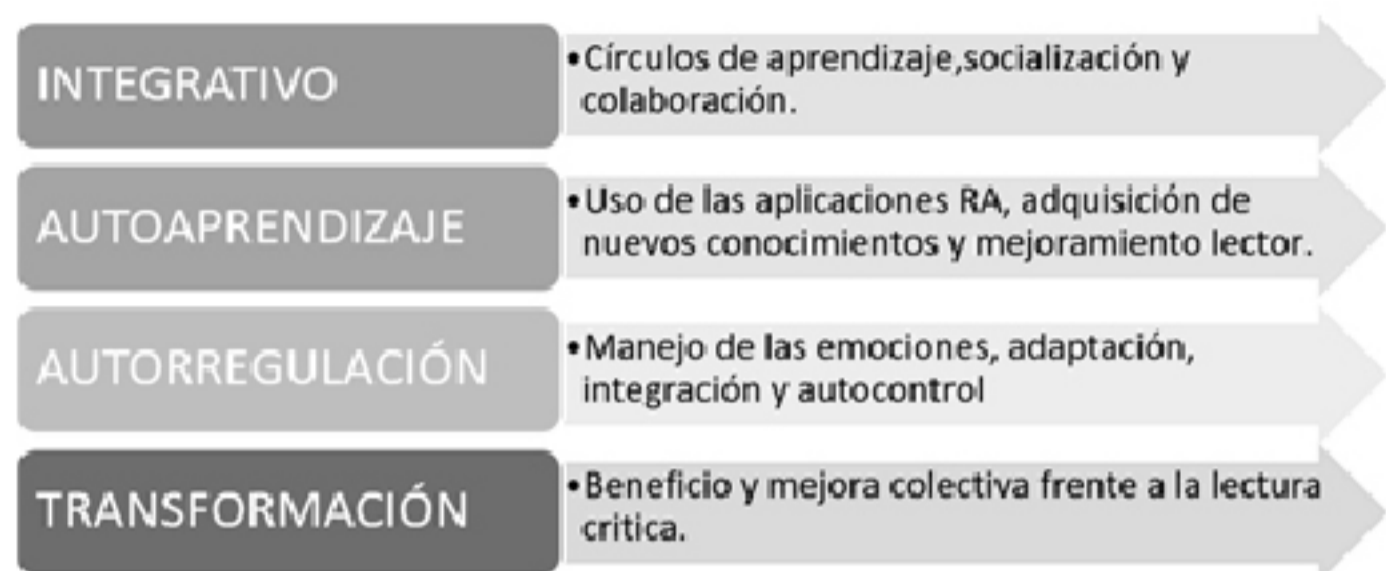 INTEGRATIVO
•Círculos de aprendizaje,socialización y
colaboración.
AUTOAPRENDIZAJE
•Uso de las aplicaciones RA, adquisición de
nuevos conocimientos y mejoramiento lector.
AUTORREGULACIÓN
•Manejo de las emociones, adaptación,
integración y autocontrol
TRANSFORMACIÓN
•Beneficio y mejora colectiva frente a la lectura
critica.